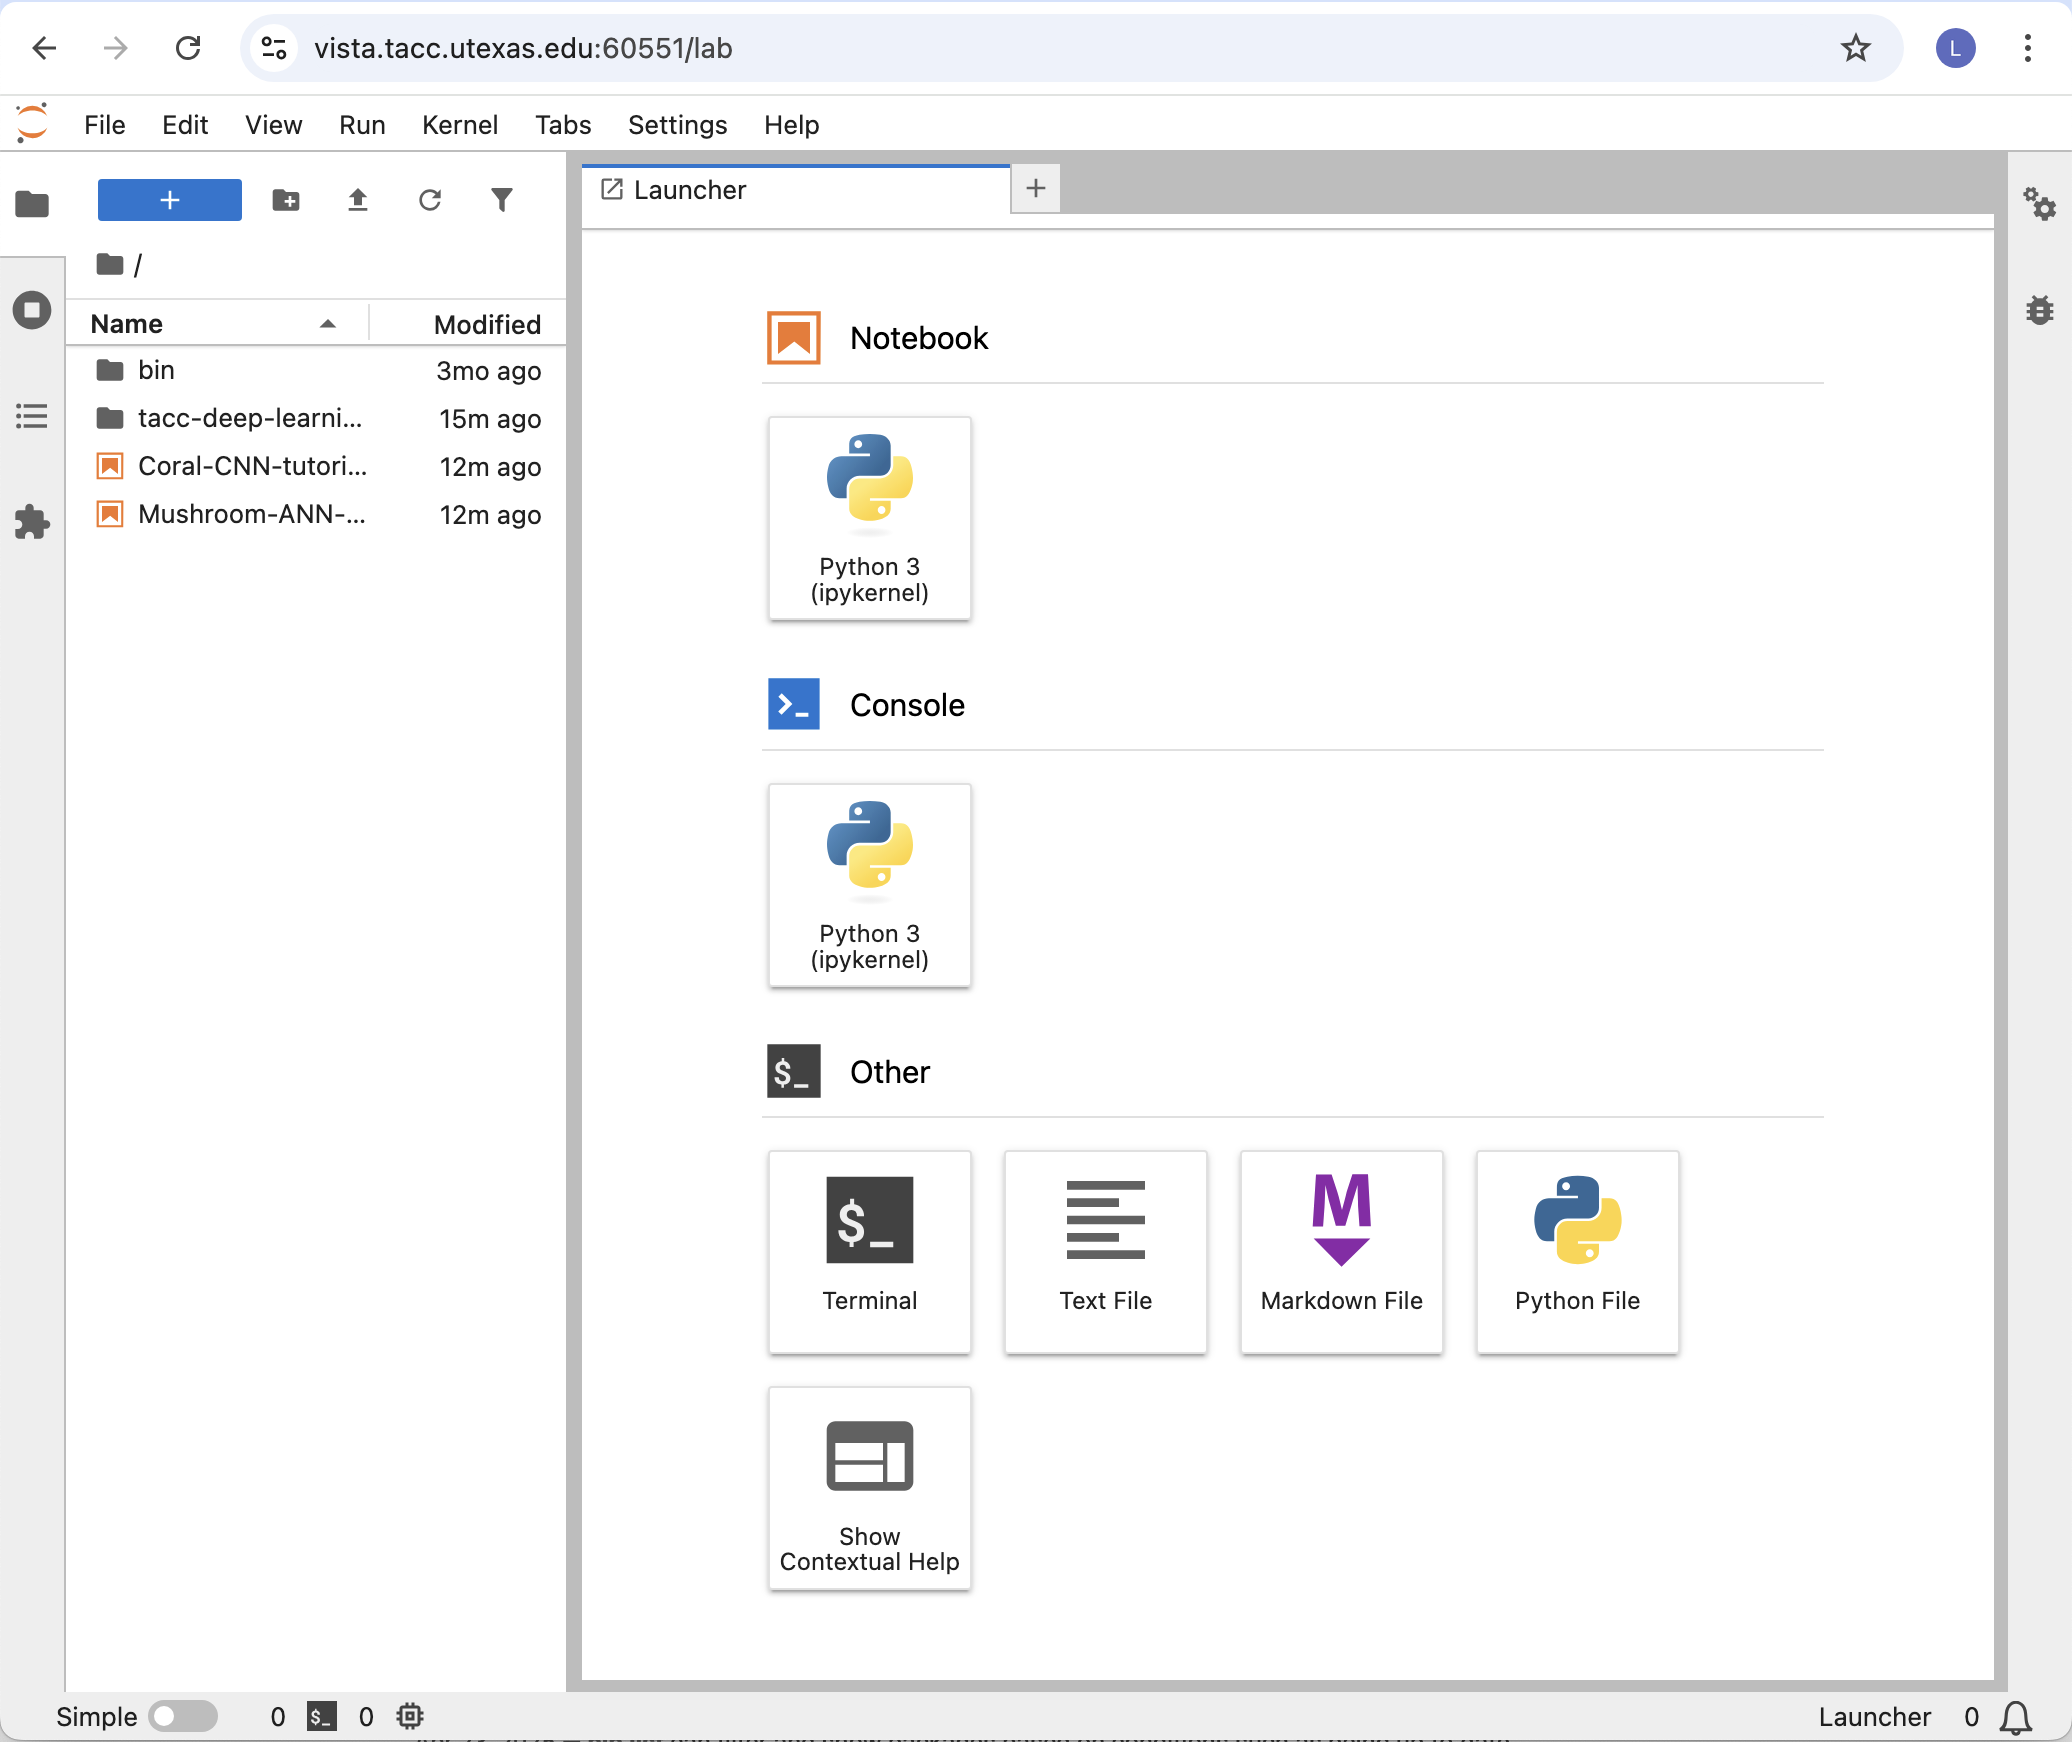 vista.tacc.utexas.edu:60551/lab
L
File Edit View Run Kernel Tabs Settings Help
+
Launcher
+
/
Name Modified
bin 3mo ago
tacc-deep-learni... 15m ago
Coral-CNN-tutori... 12m ago
Mushroom-ANN-... 12m ago
Notebook
Python 3
(ipykernel)
>_ Console
Python 3
(ipykernel)
$_ Other
$_
Terminal
Text File
M
Markdown File
Python File
Show
Contextual Help
Simple 0 $_ 0 Launcher 0